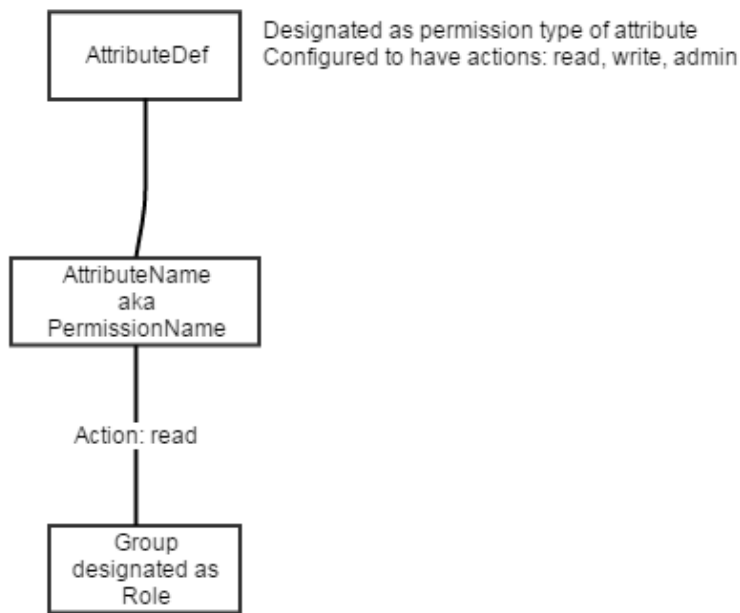 AttributeDef
Designated as permission type of attribute
Configured to have actions: read, write, admin
AttributeName
aka
PermissionName
Action: read
Group
designated as
Role